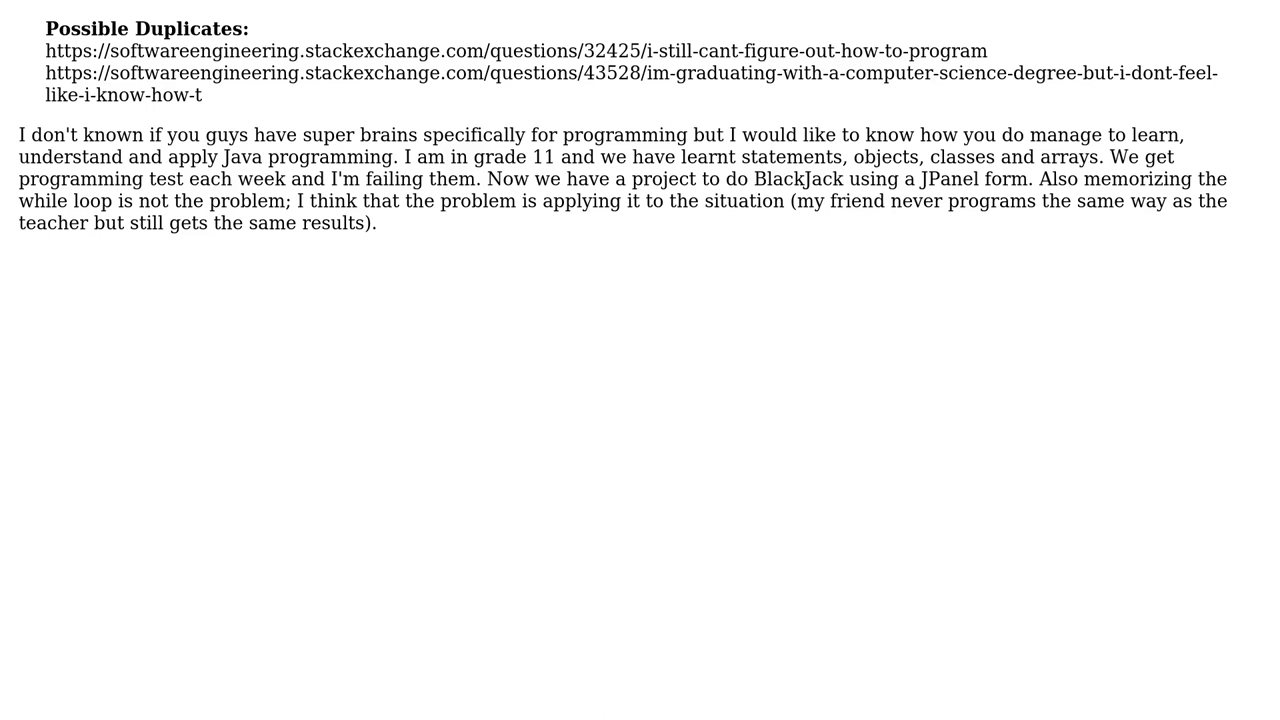 Possible Duplicates:
https://softwareengineering.stackexchange.com/questions/32425/i-still-cant-figure-out-how-to-program
https://softwareengineering.stackexchange.com/questions/43528/im-graduating-with-a-computer-science-degree-but-i-dont-feel-
like-i-know-how-t
I don't known if you guys have super brains specifically for programming but I would like to know how you do manage to learn,
understand and apply Java programming. I am in grade 11 and we have learnt statements, objects, classes and arrays. We get
programming test each week and I'm failing them. Now we have a project to do BlackJack using a JPanel form. Also memorizing the
while loop is not the problem; I think that the problem is applying it to the situation (my friend never programs the same way as the
teacher but still gets the same results).